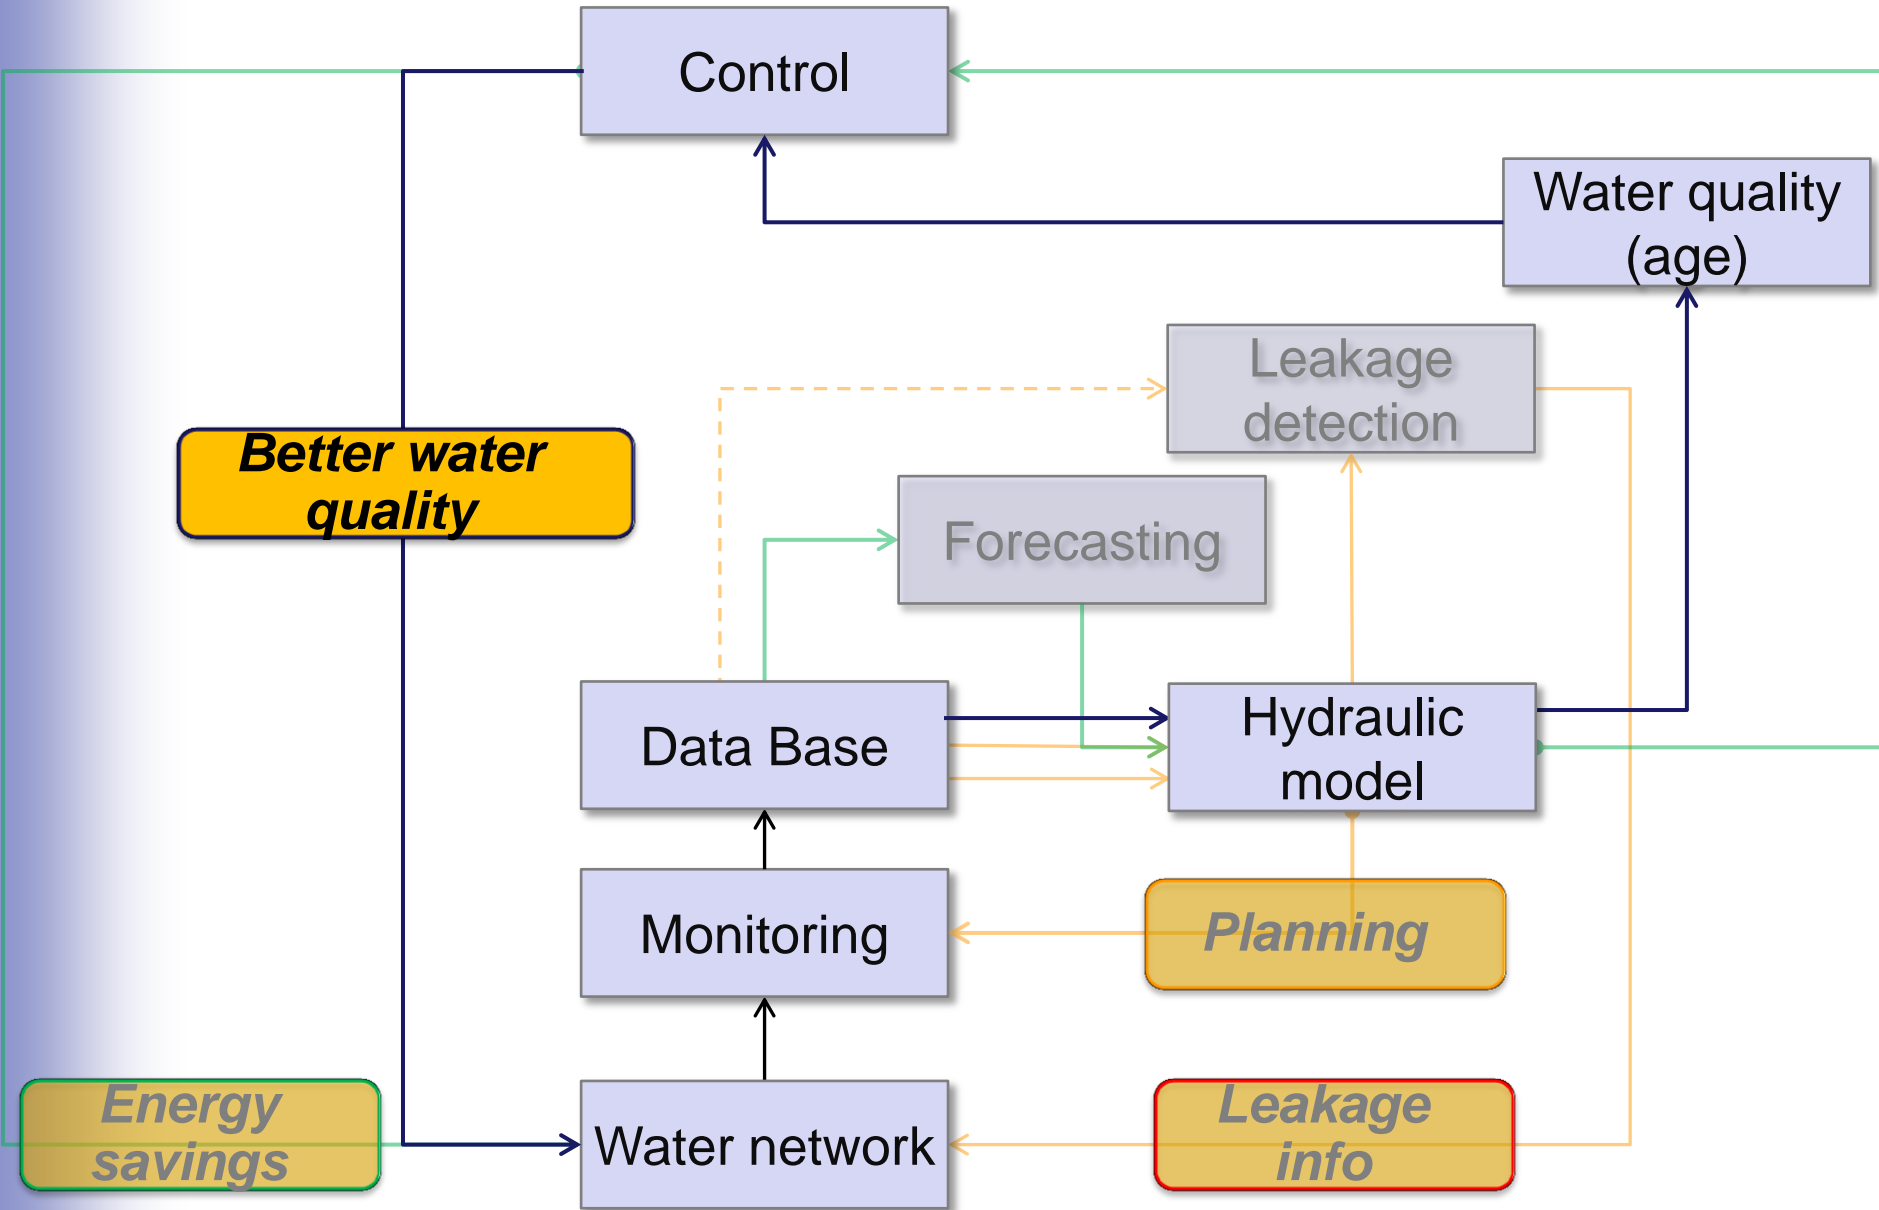 Control
Water quality
(age)
Leakage
detection
Better water
quality
Forecasting
Data Base
Hydraulic
model
Monitoring
Planning
Energy
savings
Water network
Leakage
info